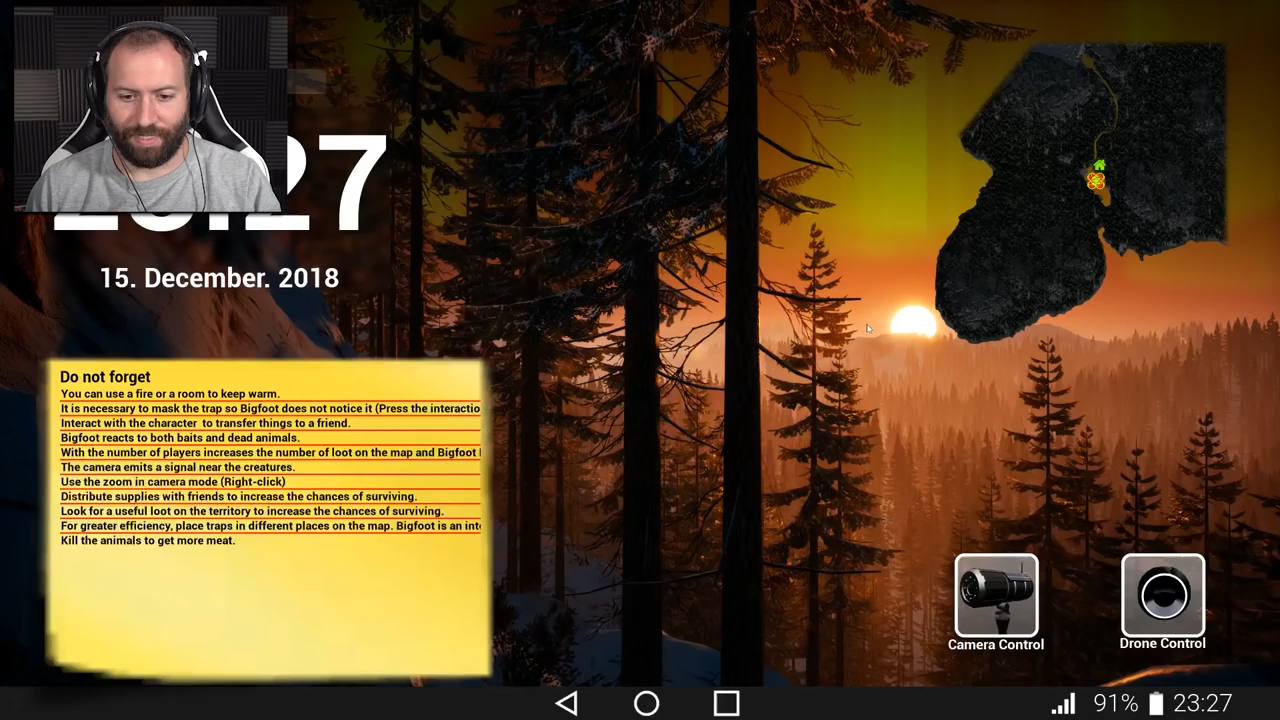 27
15. December. 2018
Do not forget
You can use a fire or a room to keep warm.
It is necessary to mask the trap so Bigfoot does not notice it (Press the interactio
Interact with the character to transfer things to a friend.
Bigfoot reacts to both baits and dead animals.
With the number of players increases the number of loot on the map and Bigfoot
The camera emits a signal near the creatures.
Use the zoom in camera mode (Right-click)
Distribute supplies with friends to increase the chances of surviving.
Look for a useful loot on the territory to increase the chances of surviving.
For greater efficiency, place traps in different places on the map. Bigfoot is an inte
Kill the animals to get more meat.
Camera Control
Drone Control
91%
23:27